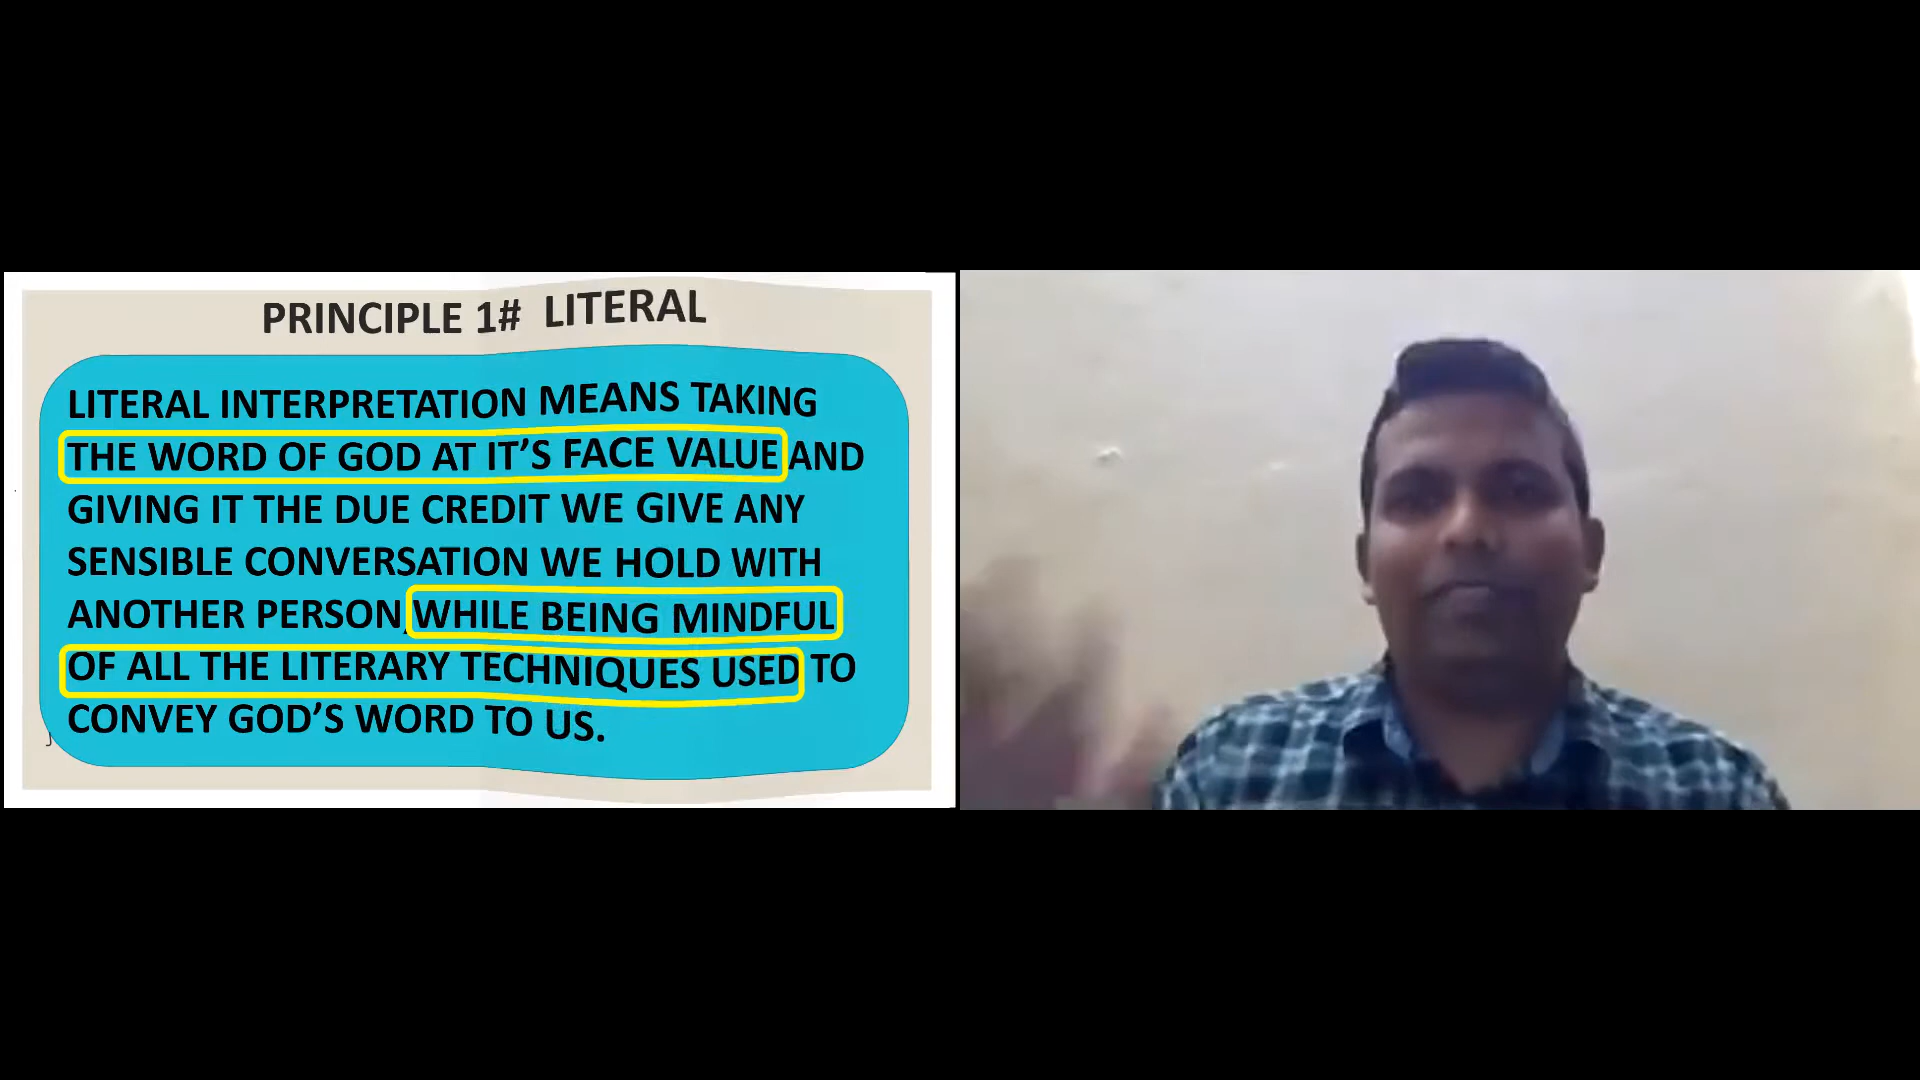 PRINCIPLE 1# LITERAL
LITERAL INTERPRETATION MEANS TAKING
THE WORD OF GOD AT IT'S FACE VALUE AND
GIVING IT THE DUE CREDIT WE GIVE ANY
SENSIBLE CONVERSATION WE HOLD WITH
ANOTHER PERSON, WHILE BEING MINDFUL
OF ALL THE LITERARY TECHNIQUES USED TO
CONVEY GOD'S WORD TO US.